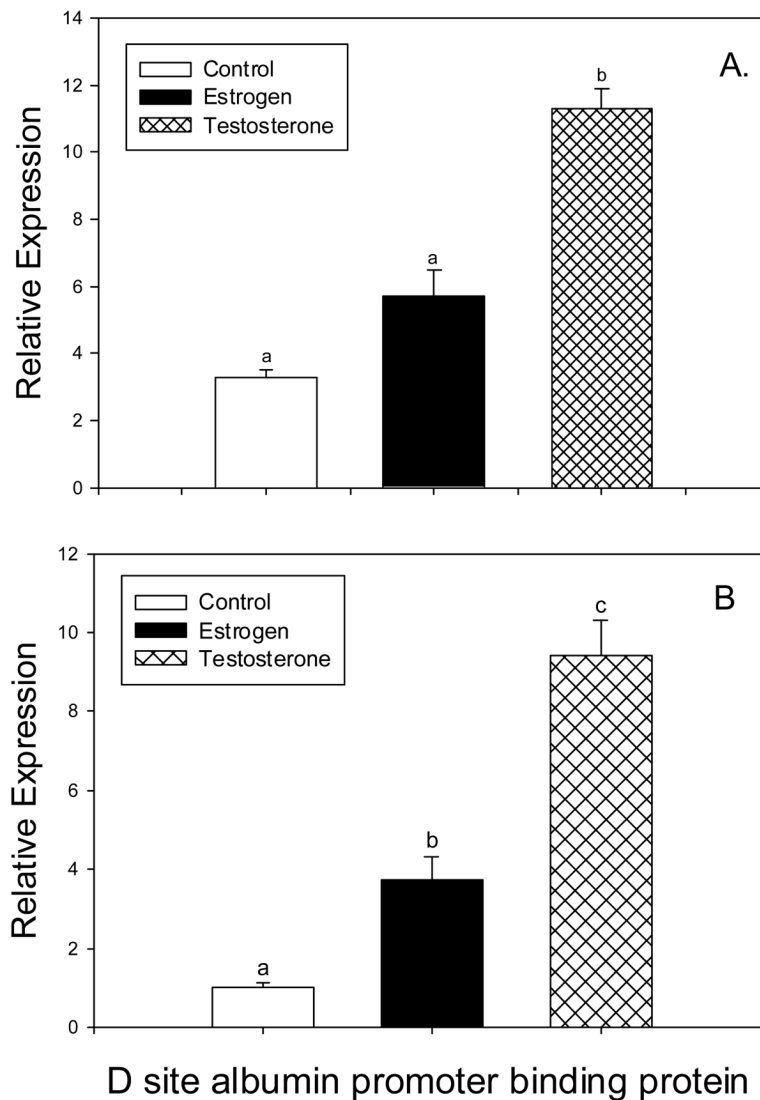 14
12
10
8
6
4
2
0
Relative Expression
Control
Estrogen
Testosterone
A.
a
a
b
12
10
8
6
4
2
0
Relative Expression
Control
Estrogen
Testosterone
B
a
b
c
D site albumin promoter binding protein